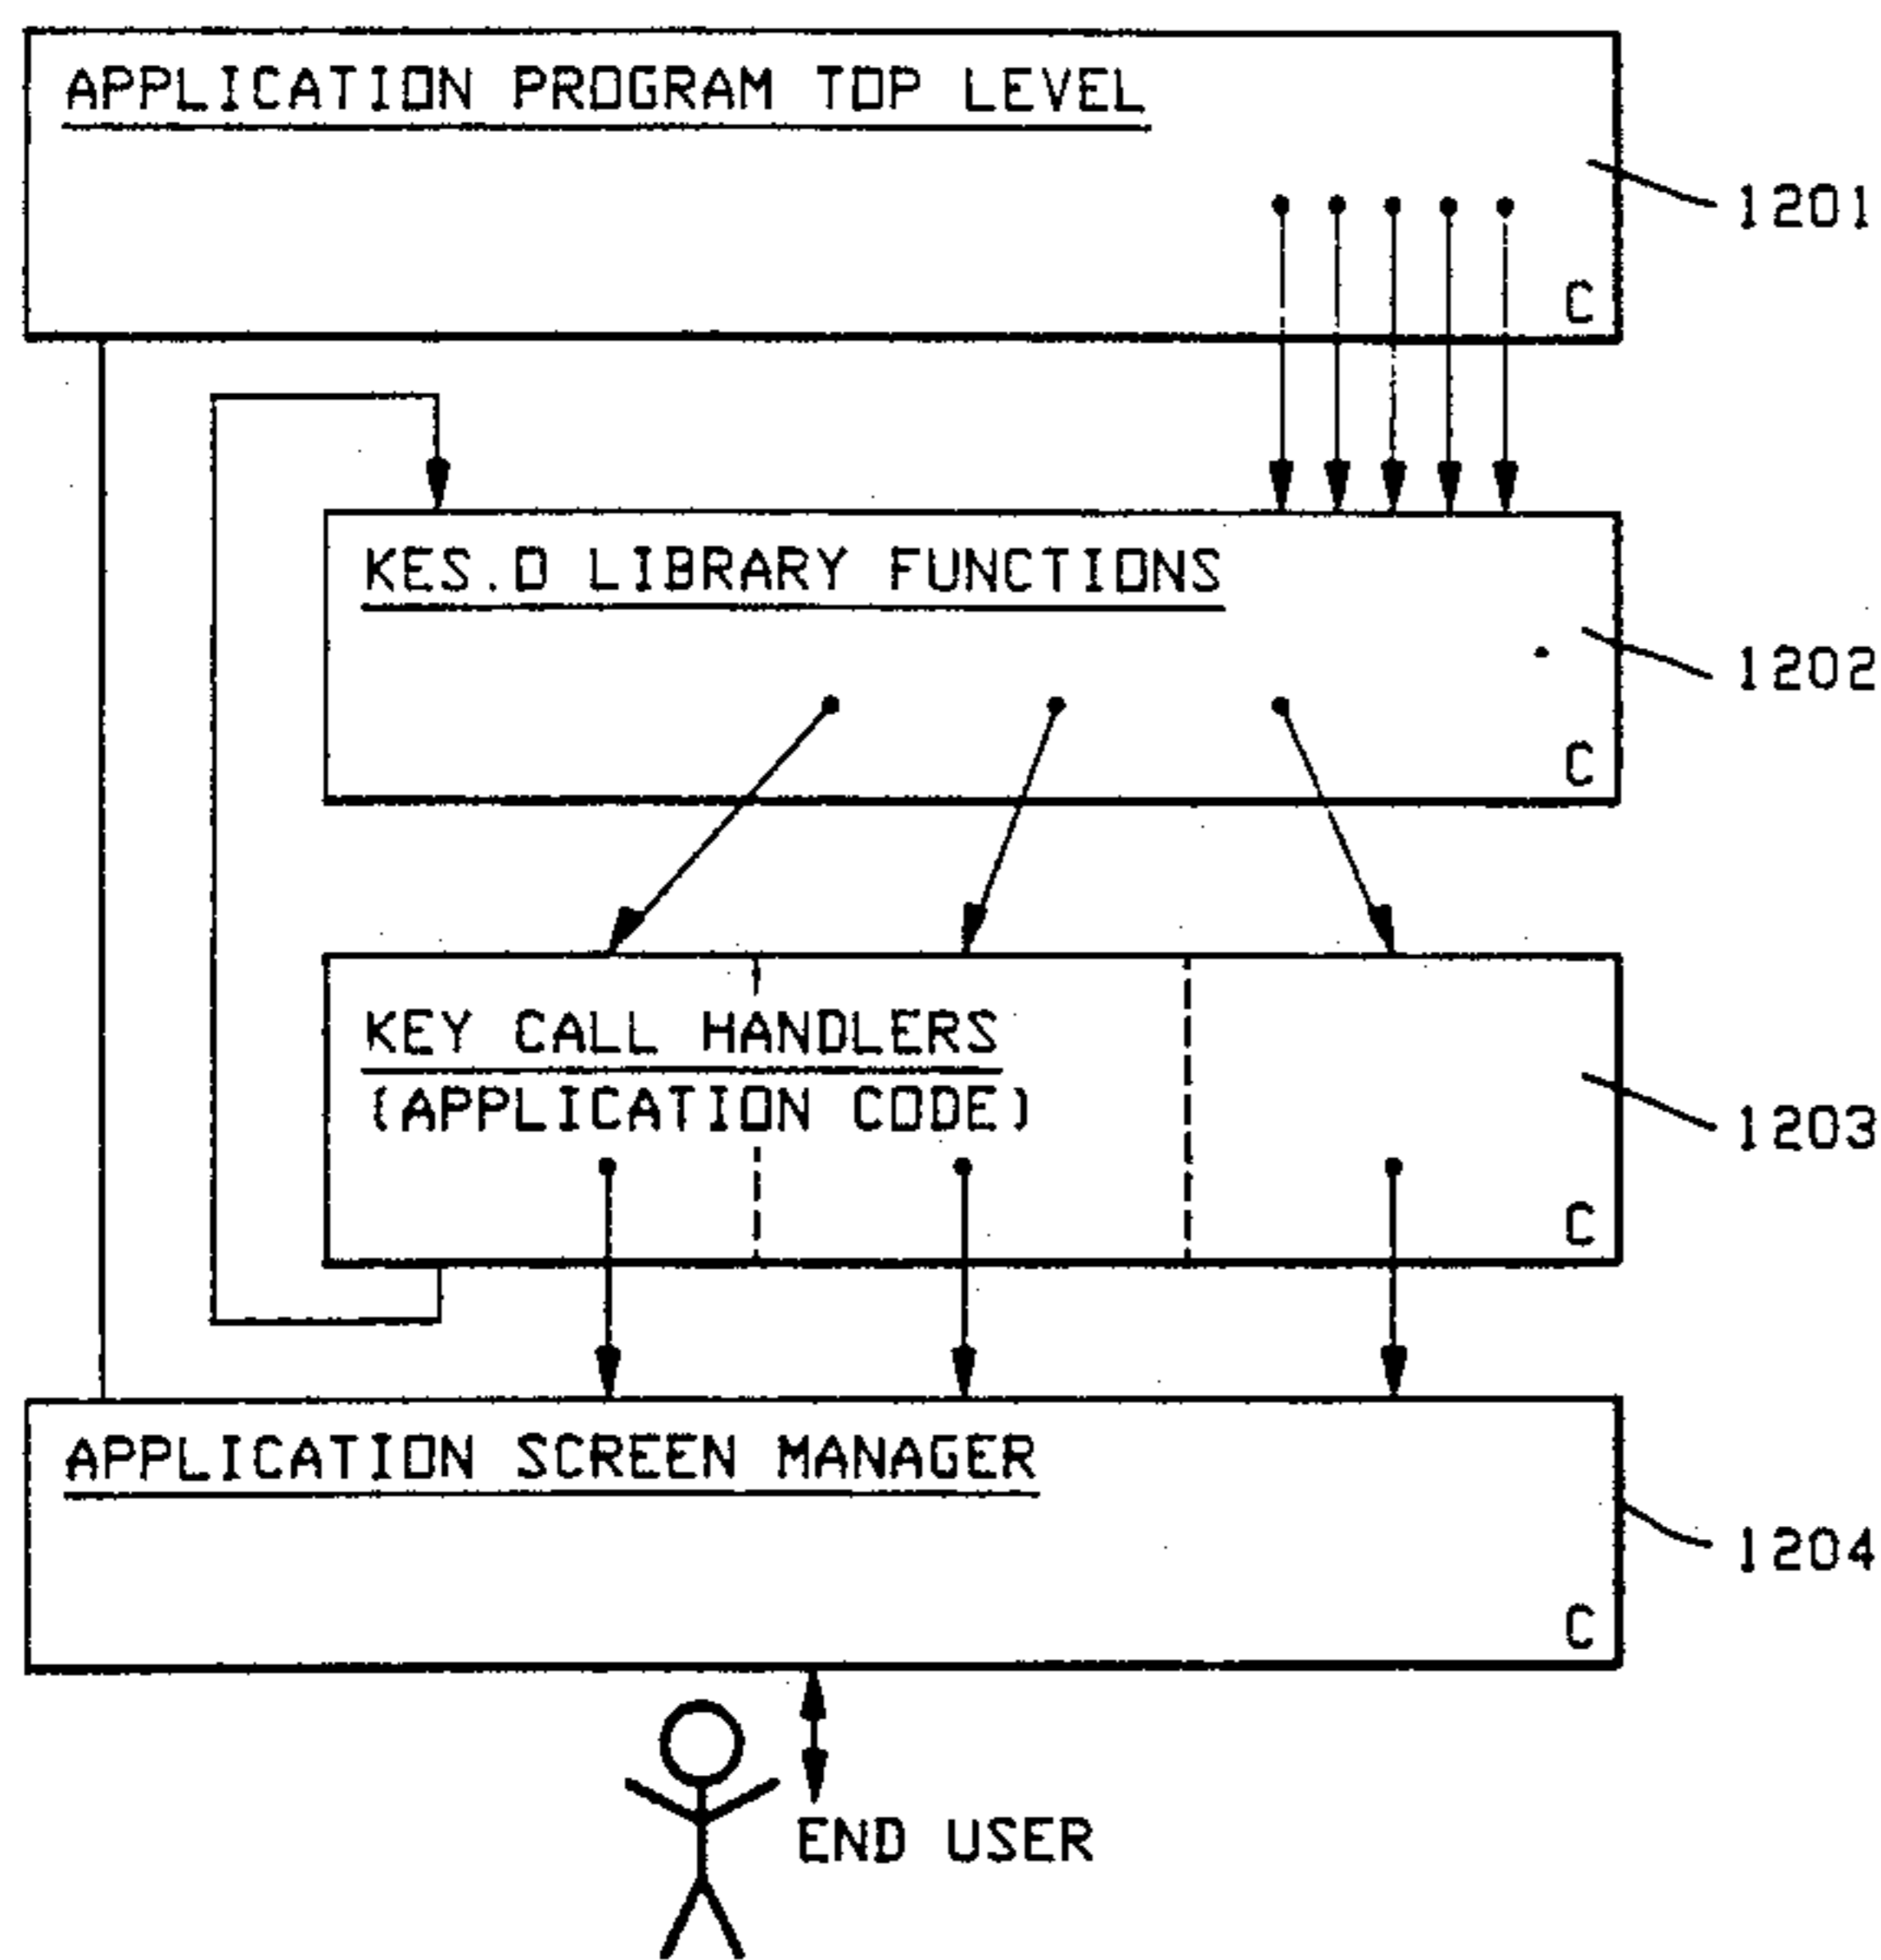 APPLICATION PROGRAM TOP LEVEL
1201
C
KES.D LIBRARY FUNCTIONS
1202
C
KEY CALL HANDLERS
(APPLICATION CODE)
1203
C
APPLICATION SCREEN MANAGER
1204
C
END USER